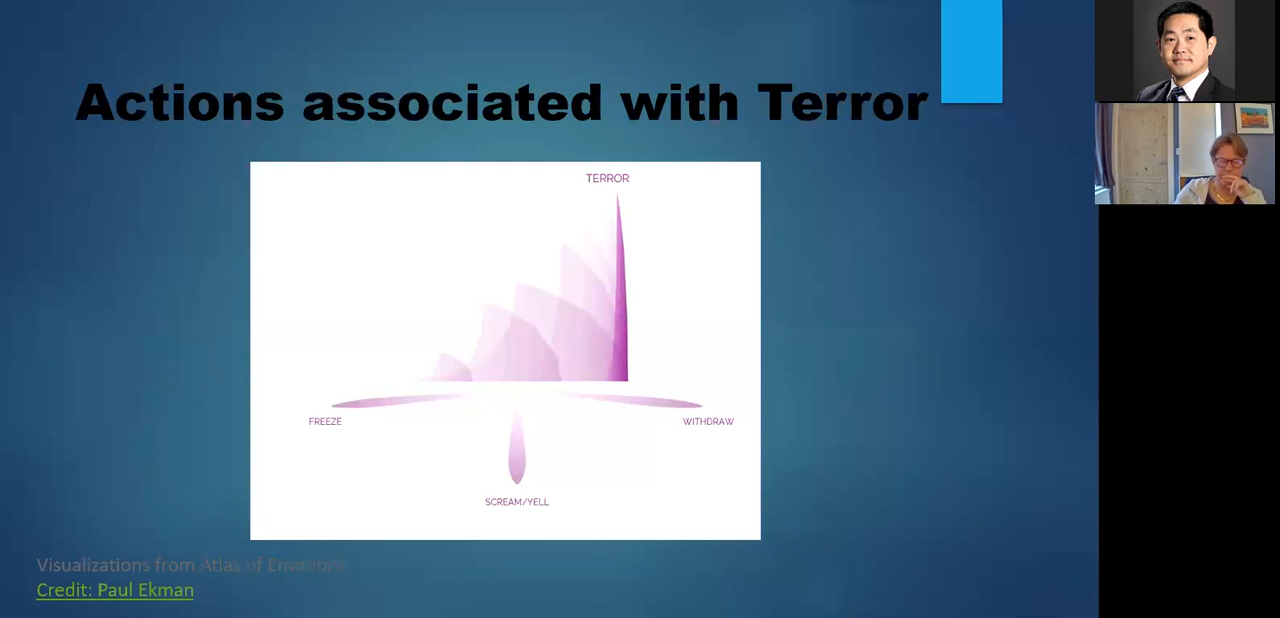 Actions associated with Terror
TERROR
FREEZE
WITHDRAW
SCREAM/YELL
Visualizations from Atlas of Emotions
Credit: Paul Ekman